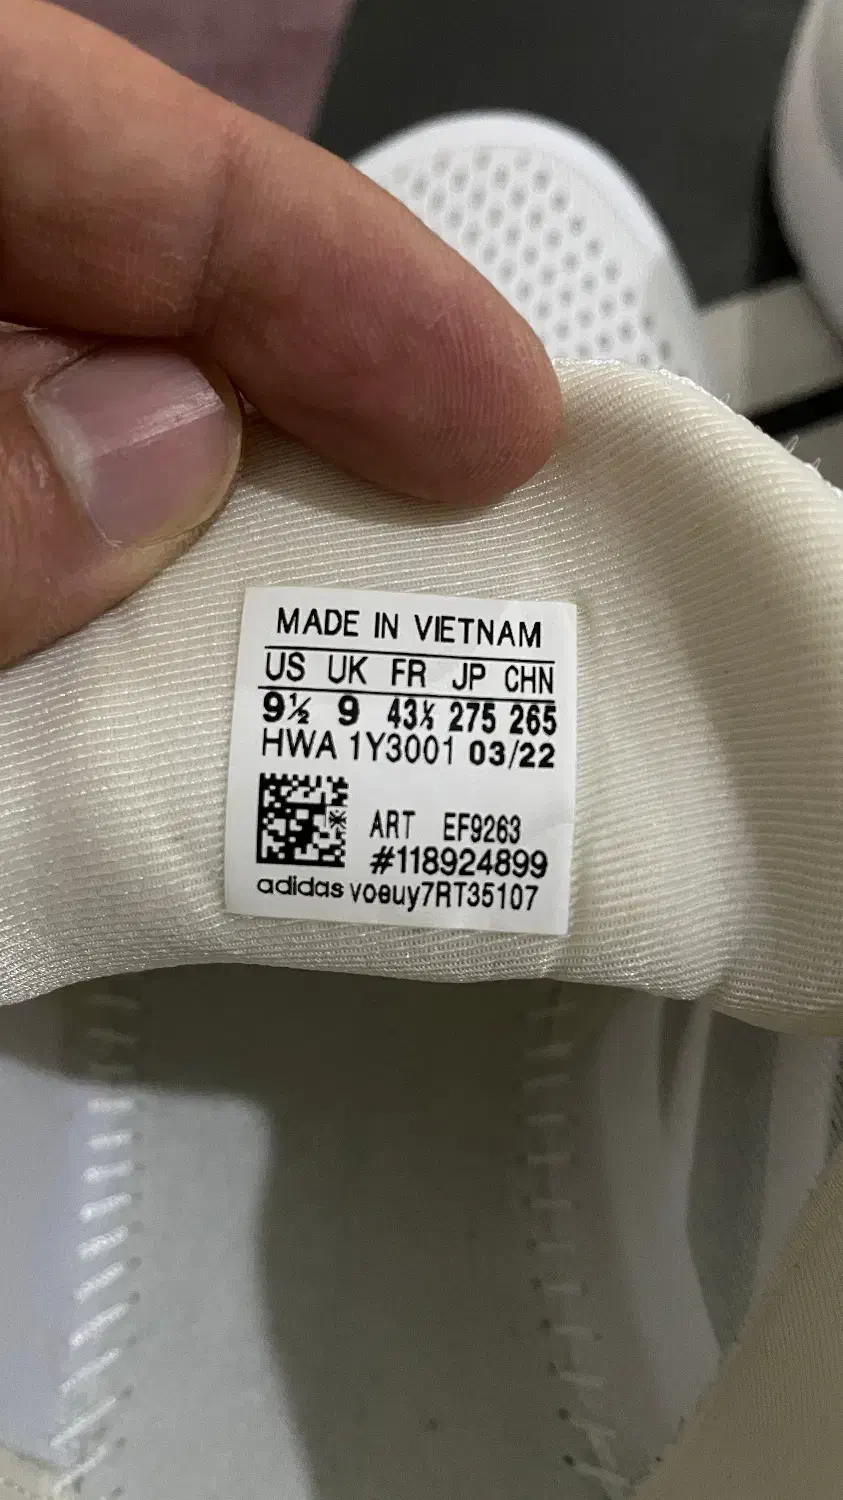 MADE IN VIETNAM
US UK FR JP CHN
9½ 9 43⅓ 275 265
HWA 1Y3001 03/22
ART EF9263
#118924899
adidas voeuy7RT35107